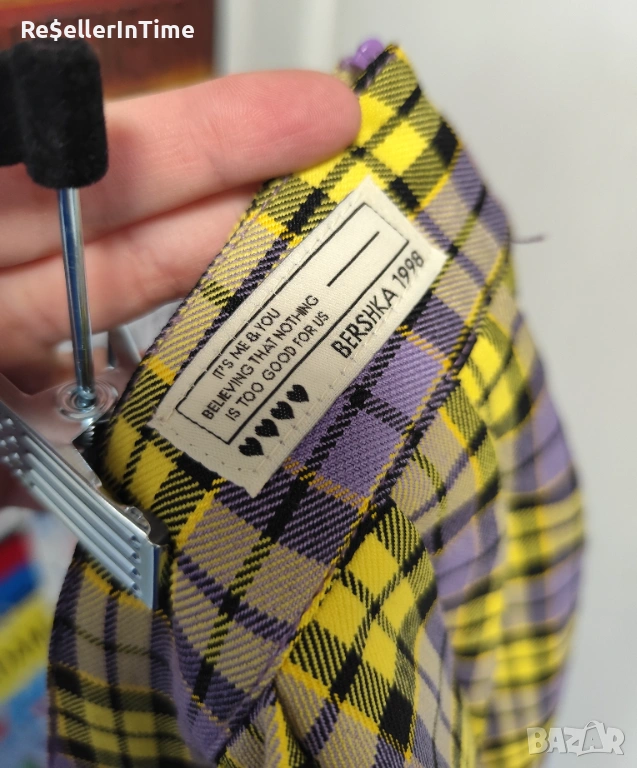 Re$ellerInTime
IT'S ME & YOU
BELIEVING THAT NOTHING
IS TOO GOOD FOR US
BERSHKA 1998
BAZAR